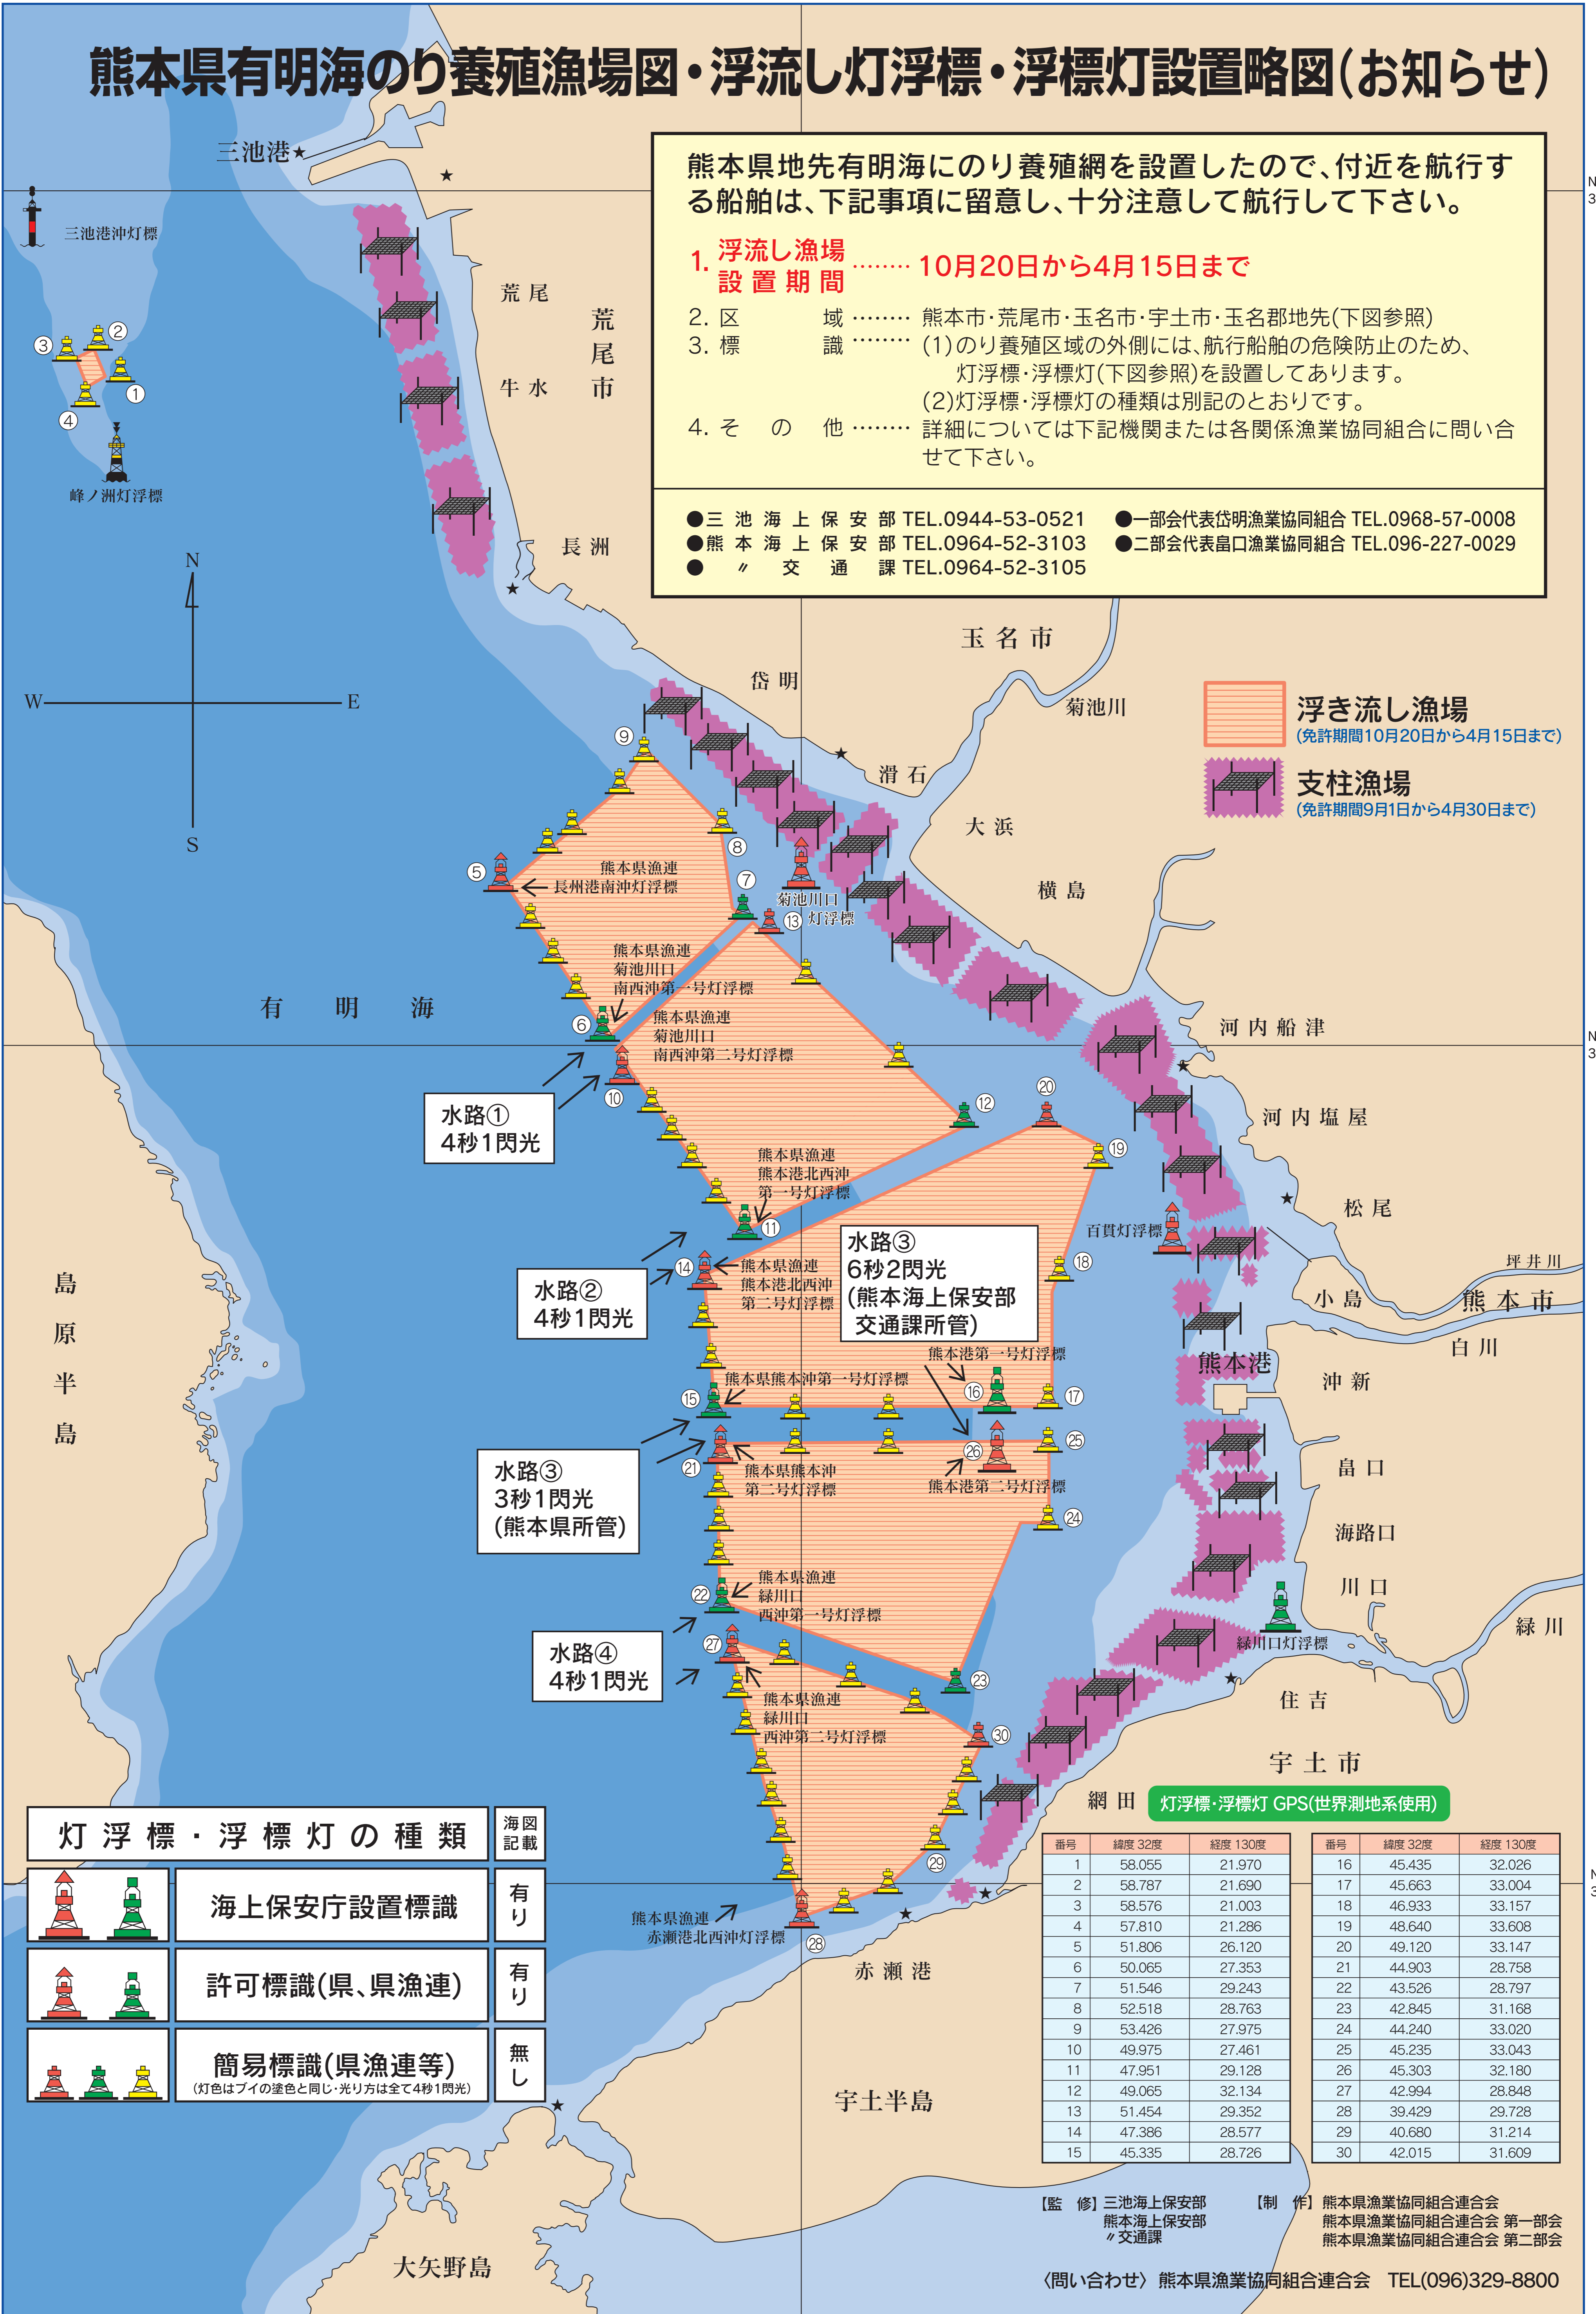 熊本県有明海のり養殖漁場図・浮流し灯浮標・浮標灯設置略図(お知らせ)
熊本県地先有明海にのり養殖網を設置したので、付近を航行す
る船舶は、下記事項に留意し、十分注意して航行して下さい。
1. 浮流し漁場設置期間 ········ 10月20日から4月15日まで
2. 区域 ········ 熊本市・荒尾市・玉名市・宇土市・玉名郡地先(下図参照)
3. 標識 ········ (1)のり養殖区域の外側には、航行船舶の危険防止のため、
灯浮標・浮標灯(下図参照)を設置してあります。
(2)灯浮標・浮標灯の種類は別記のとおりです。
4. その他 ········ 詳細については下記機関または各関係漁業協同組合に問い合
せて下さい。
●三池海上保安部 TEL.0944-53-0521
●熊本海上保安部 TEL.0964-52-3103
● 〃 交通課 TEL.0964-52-3105
●一部会代表岱明漁業協同組合 TEL.0968-57-0008
●二部会代表畠口漁業協同組合 TEL.096-227-0029
三池港★
三池港沖灯標
②
③
①
④
峰ノ洲灯浮標
荒尾
荒尾市
牛水
長洲
N
W
E
S
玉名市
岱明
菊池川
滑石
大浜
横島
浮き流し漁場
(免許期間10月20日から4月15日まで)
支柱漁場
(免許期間9月1日から4月30日まで)
⑨
⑧
⑤
熊本県漁連
長州港南沖灯浮標
⑦
菊池川口
灯浮標
⑬
熊本県漁連
菊池川口
南西沖第一号灯浮標
⑥
有明海
熊本県漁連
菊池川口
南西沖第二号灯浮標
⑩
水路①
4秒1閃光
河内船津
河内塩屋
⑫
⑳
⑲
熊本県漁連
熊本港北西沖
第一号灯浮標
⑪
松尾
百貫灯浮標
水路②
4秒1閃光
⑭
熊本県漁連
熊本港北西沖
第二号灯浮標
水路③
6秒2閃光
(熊本海上保安部
交通課所管)
⑱
坪井川
小島
熊本市
白川
島原半島
熊本港第一号灯浮標
熊本港
沖新
熊本県熊本沖第一号灯浮標
⑮
⑯
⑰
㉑
㉖
㉕
熊本県熊本沖
第二号灯浮標
熊本港第二号灯浮標
水路③
3秒1閃光
(熊本県所管)
㉔
畠口
海路口
川口
緑川
緑川口灯浮標
熊本県漁連
緑川口
西沖第一号灯浮標
㉒
水路④
4秒1閃光
㉗
㉓
熊本県漁連
緑川口
西沖第二号灯浮標
㉚
住吉
宇土市
網田
㉙
熊本県漁連
赤瀬港北西沖灯浮標
㉘
赤瀬港
宇土半島
大矢野島
灯浮標・浮標灯の種類 海図記載
海上保安庁設置標識 有り
許可標識(県、県漁連) 有り
簡易標識(県漁連等) 無し
(灯色はブイの塗色と同じ・光り方は全て4秒1閃光)
灯浮標・浮標灯 GPS(世界測地系使用)
番号 緯度 32度 経度 130度
1 58.055 21.970
2 58.787 21.690
3 58.576 21.003
4 57.810 21.286
5 51.806 26.120
6 50.065 27.353
7 51.546 29.243
8 52.518 28.763
9 53.426 27.975
10 49.975 27.461
11 47.951 29.128
12 49.065 32.134
13 51.454 29.352
14 47.386 28.577
15 45.335 28.726
番号 緯度 32度 経度 130度
16 45.435 32.026
17 45.663 33.004
18 46.933 33.157
19 48.640 33.608
20 49.120 33.147
21 44.903 28.758
22 43.526 28.797
23 42.845 31.168
24 44.240 33.020
25 45.235 33.043
26 45.303 32.180
27 42.994 28.848
28 39.429 29.728
29 40.680 31.214
30 42.015 31.609
【監 修】三池海上保安部
熊本海上保安部
〃交通課
【制 作】熊本県漁業協同組合連合会
熊本県漁業協同組合連合会 第一部会
熊本県漁業協同組合連合会 第二部会
〈問い合わせ〉熊本県漁業協同組合連合会 TEL(096)329-8800